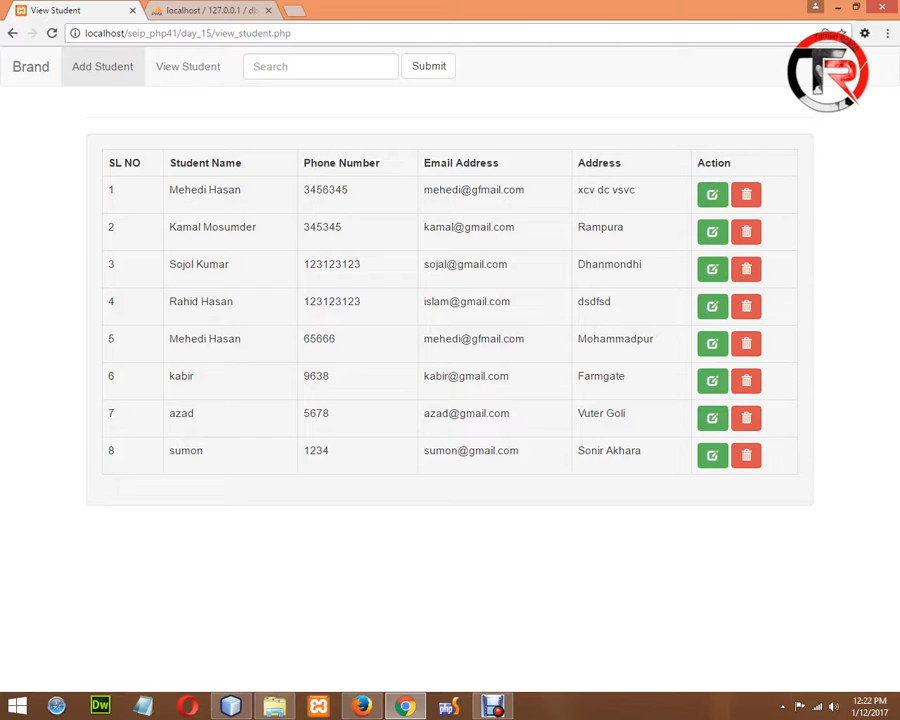 View Student
localhost / 127.0.0.1 / db
localhost/seip_php41/day_15/view_student.php
Brand Add Student View Student Search Submit
TR
SL NO Student Name Phone Number Email Address Address Action
1 Mehedi Hasan 3456345 mehedi@gfmail.com xcv dc vsvc
2 Kamal Mosumder 345345 kamal@gmail.com Rampura
3 Sojol Kumar 123123123 sojal@gmail.com Dhanmondhi
4 Rahid Hasan 123123123 islam@gmail.com dsdfsd
5 Mehedi Hasan 65666 mehedi@gfmail.com Mohammadpur
6 kabir 9638 kabir@gmail.com Farmgate
7 azad 5678 azad@gmail.com Vuter Goli
8 sumon 1234 sumon@gmail.com Sonir Akhara
Dw
php
12:22 PM
1/12/2017